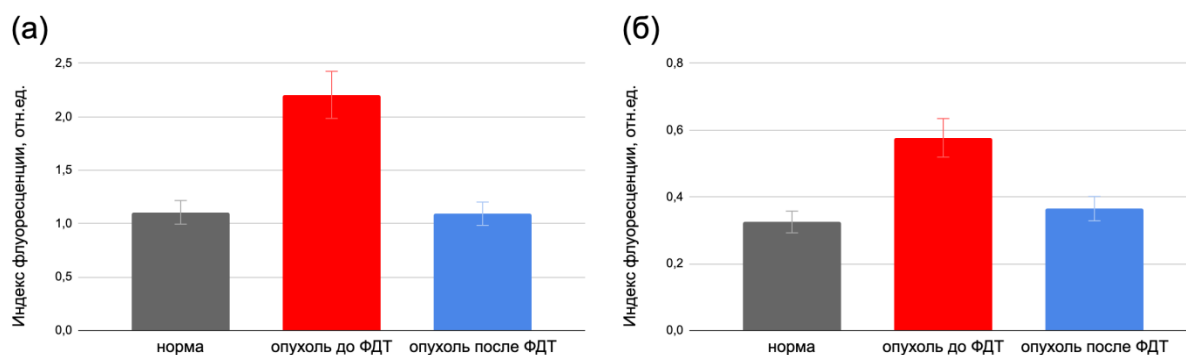 (а)
Индекс флуоресценции, отн.ед.
2,5
2,0
1,5
1,0
0,5
0,0
норма
опухоль до ФДТ
опухоль после ФДТ
(б)
Индекс флуоресценции, отн.ед.
0,8
0,6
0,4
0,2
0,0
норма
опухоль до ФДТ
опухоль после ФДТ